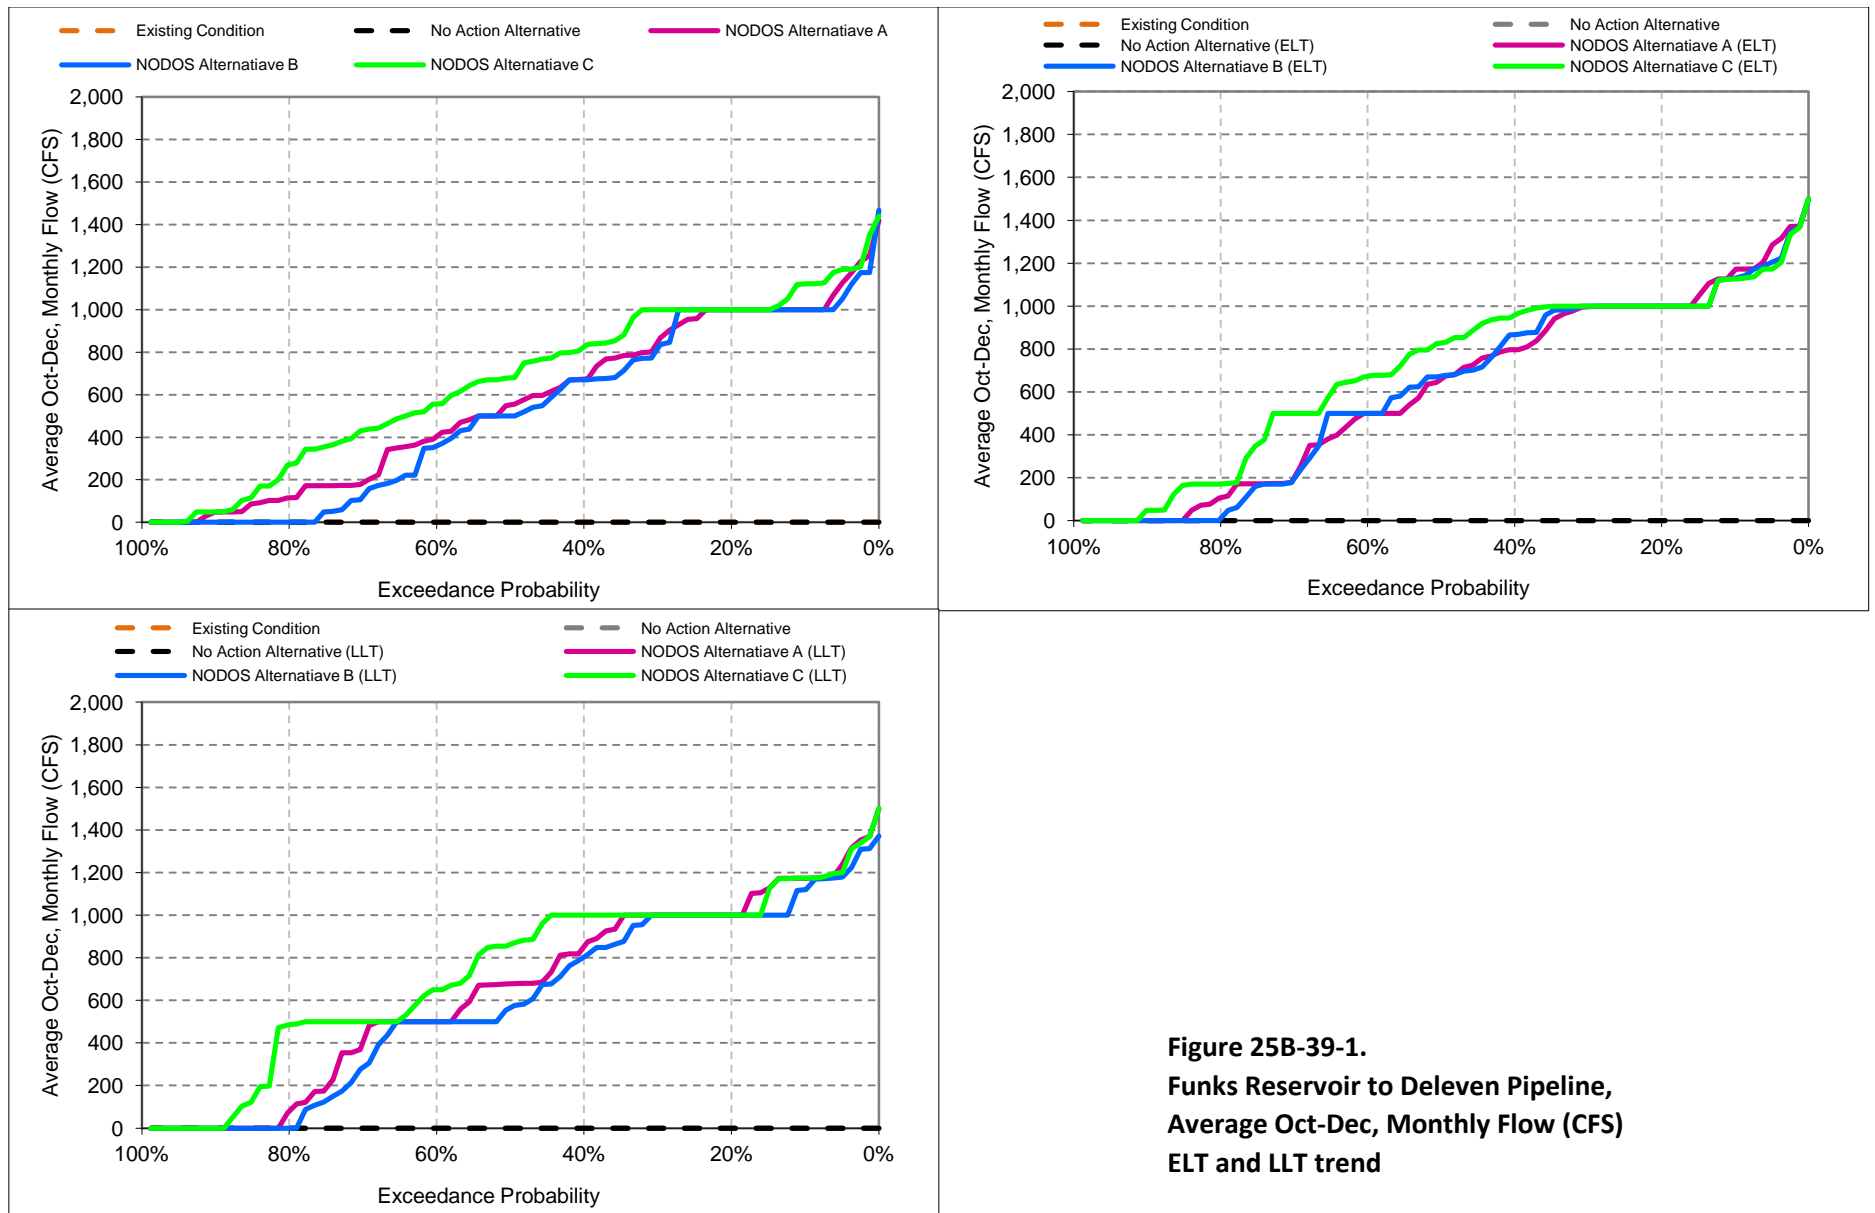 Existing Condition
No Action Alternative
NODOS Alternatiave A
NODOS Alternatiave B
NODOS Alternatiave C
Average Oct-Dec, Monthly Flow (CFS)
2,000
1,800
1,600
1,400
1,200
1,000
800
600
400
200
0
100% 80% 60% 40% 20% 0%
Exceedance Probability
Existing Condition
No Action Alternative
No Action Alternative (ELT)
NODOS Alternatiave A (ELT)
NODOS Alternatiave B (ELT)
NODOS Alternatiave C (ELT)
Average Oct-Dec, Monthly Flow (CFS)
2,000
1,800
1,600
1,400
1,200
1,000
800
600
400
200
0
100% 80% 60% 40% 20% 0%
Exceedance Probability
Existing Condition
No Action Alternative
No Action Alternative (LLT)
NODOS Alternatiave A (LLT)
NODOS Alternatiave B (LLT)
NODOS Alternatiave C (LLT)
Average Oct-Dec, Monthly Flow (CFS)
2,000
1,800
1,600
1,400
1,200
1,000
800
600
400
200
0
100% 80% 60% 40% 20% 0%
Exceedance Probability
Figure 25B-39-1.
Funks Reservoir to Deleven Pipeline,
Average Oct-Dec, Monthly Flow (CFS)
ELT and LLT trend